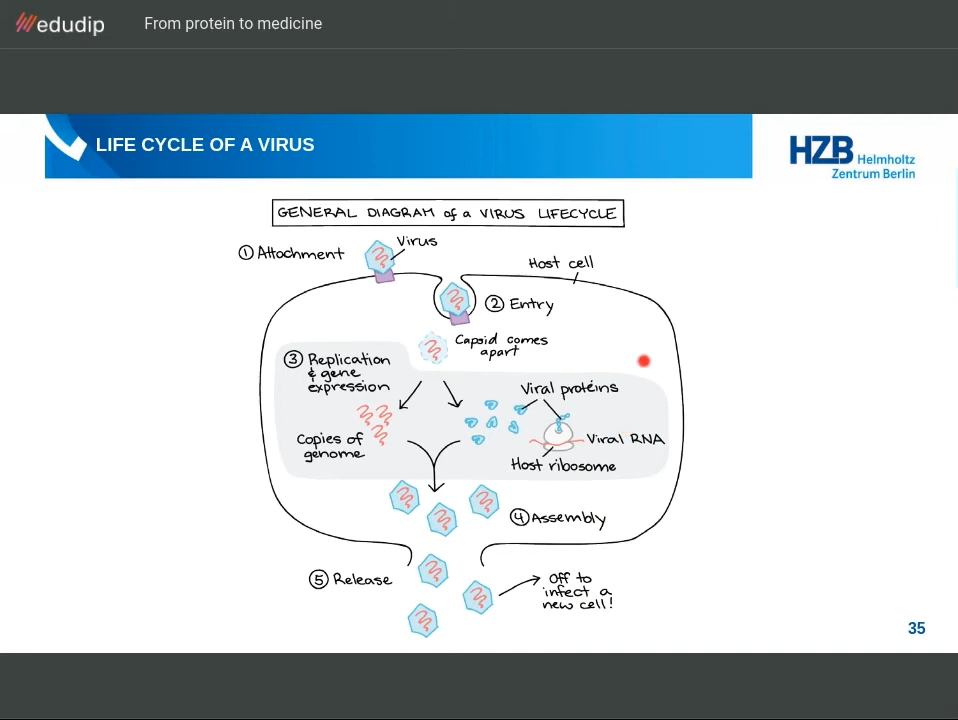 edudip
From protein to medicine
LIFE CYCLE OF A VIRUS
HZB Helmholtz
Zentrum Berlin
GENERAL DIAGRAM of a VIRUS LIFECYCLE
① Attachment
Virus
Host cell
② Entry
Capsid comes
apart
③ Replication
& gene
expression
Viral proteins
Copies of
genome
Viral RNA
Host ribosome
④ Assembly
⑤ Release
Off to
infect a
new cell!
35